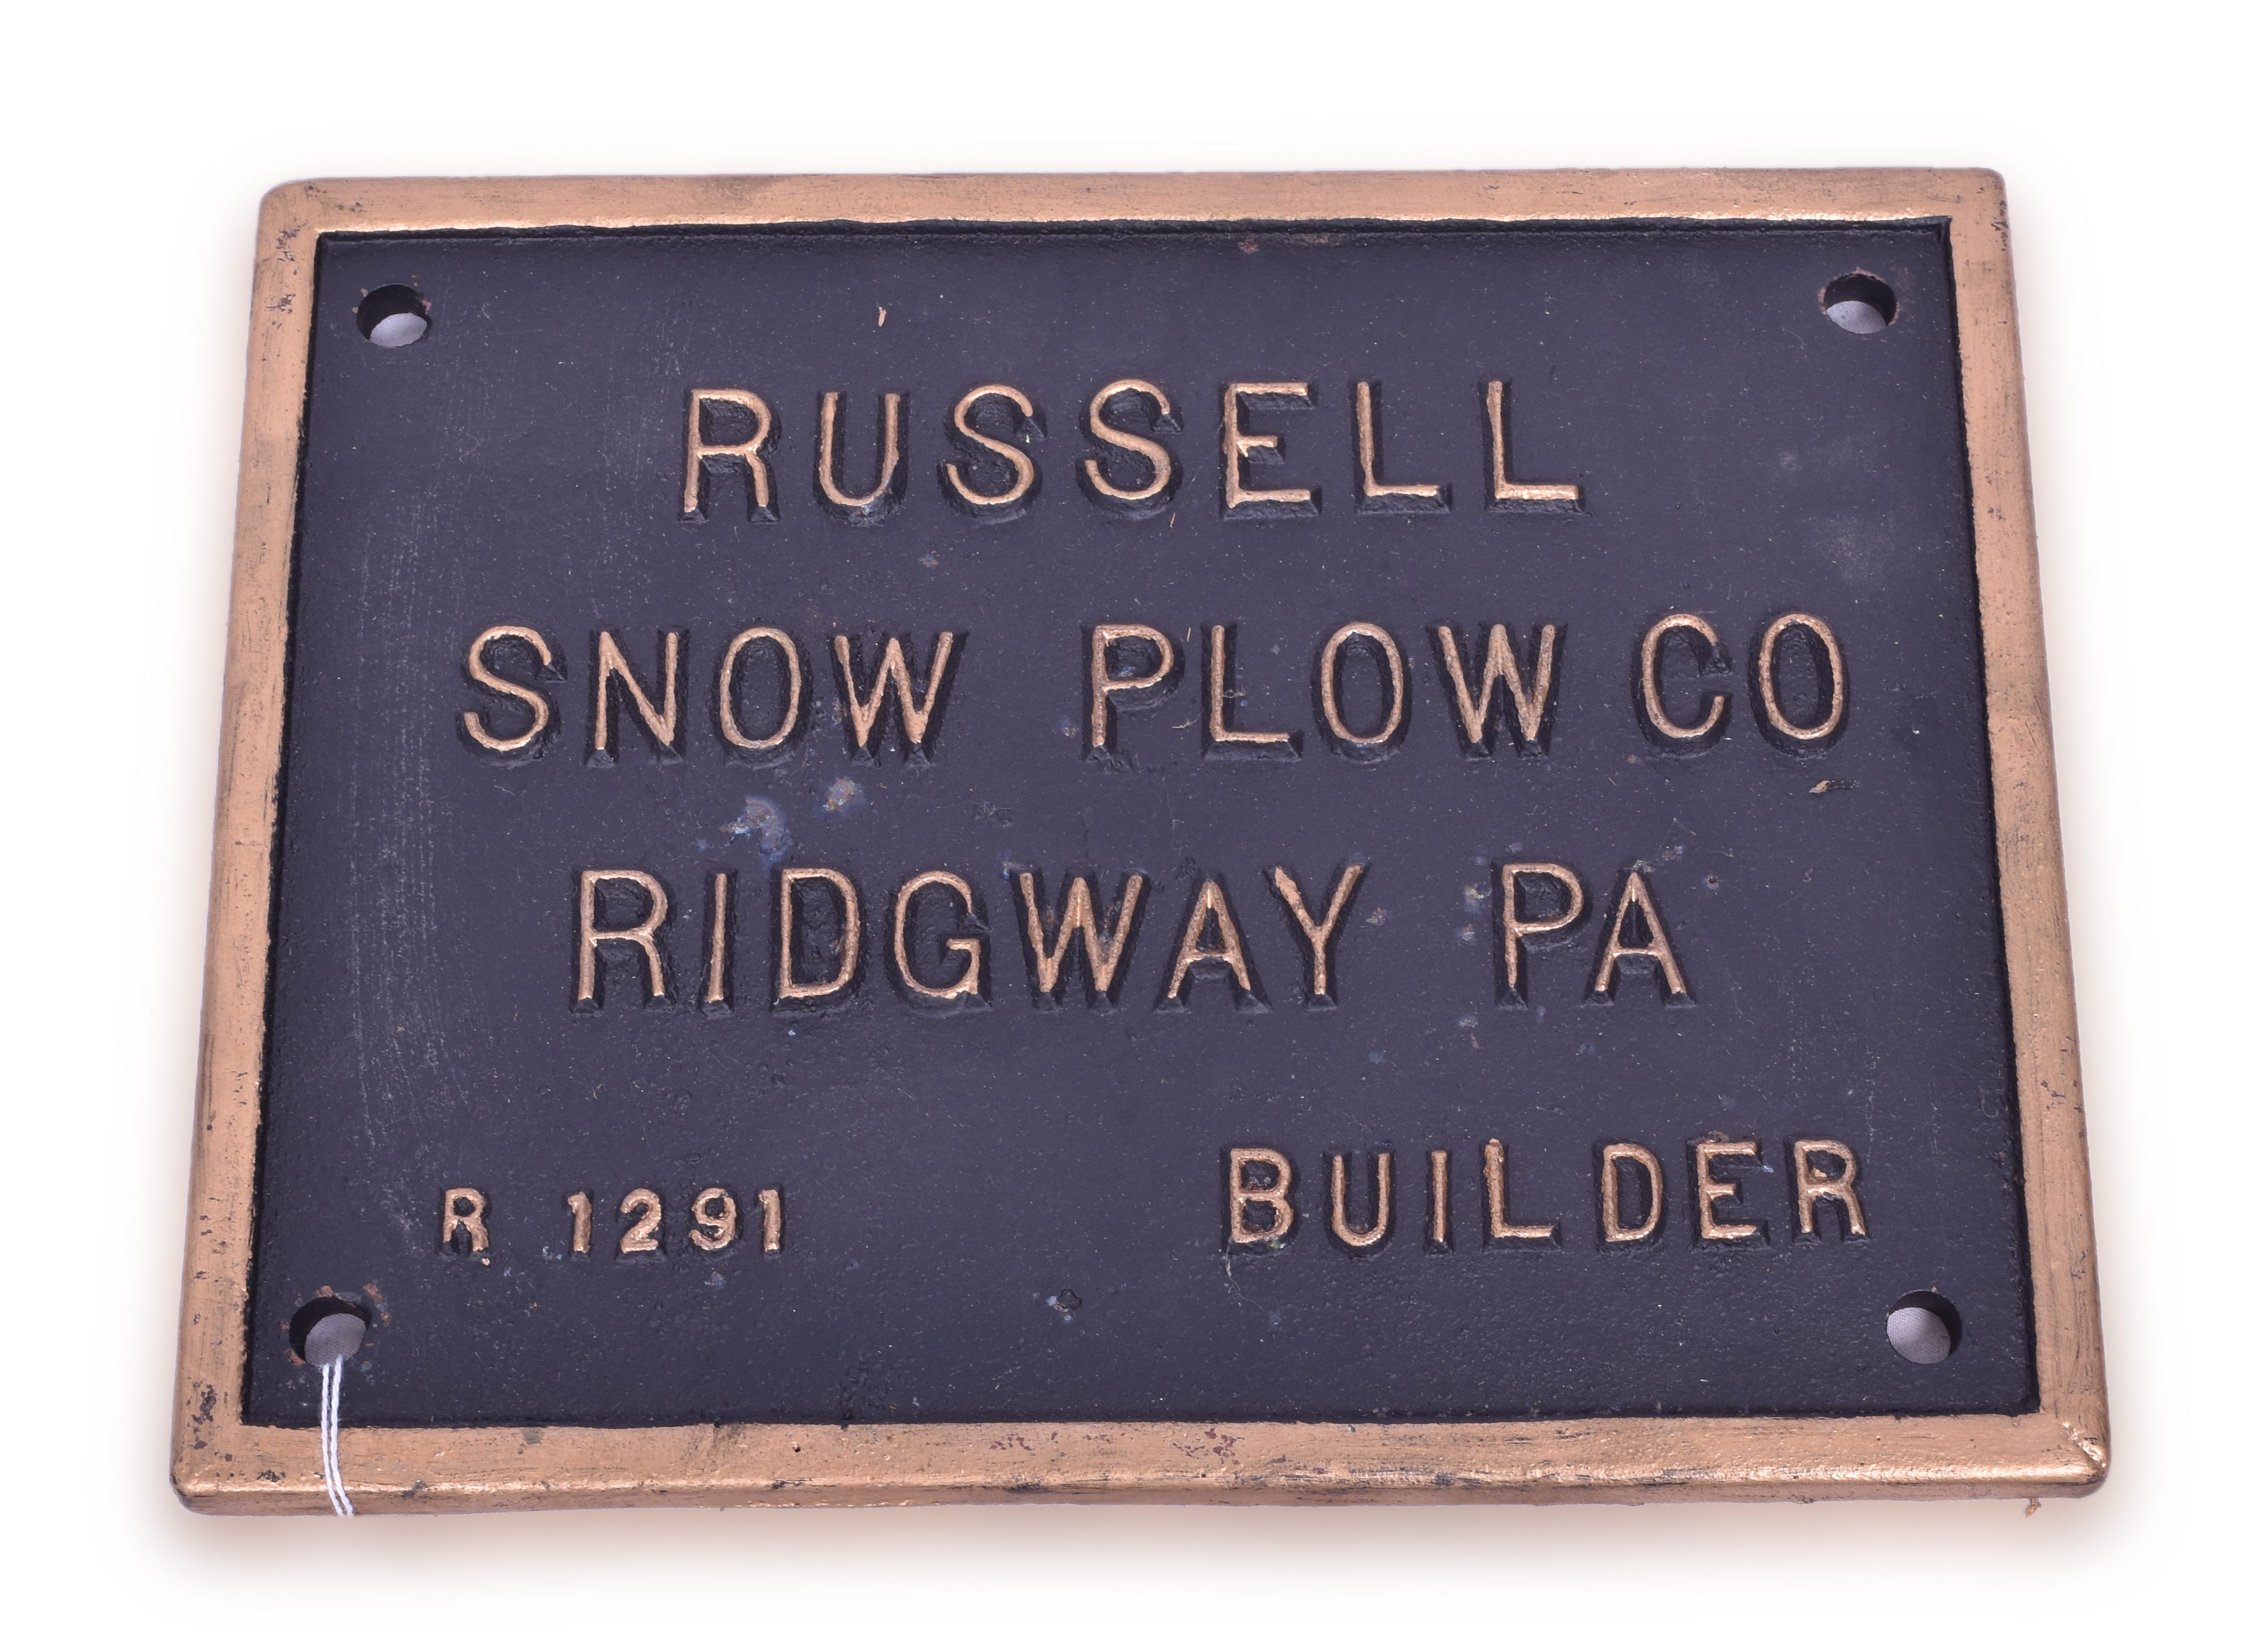 RUSSELL
SNOW PLOW CO
RIDGWAY PA
R 1291 BUILDER